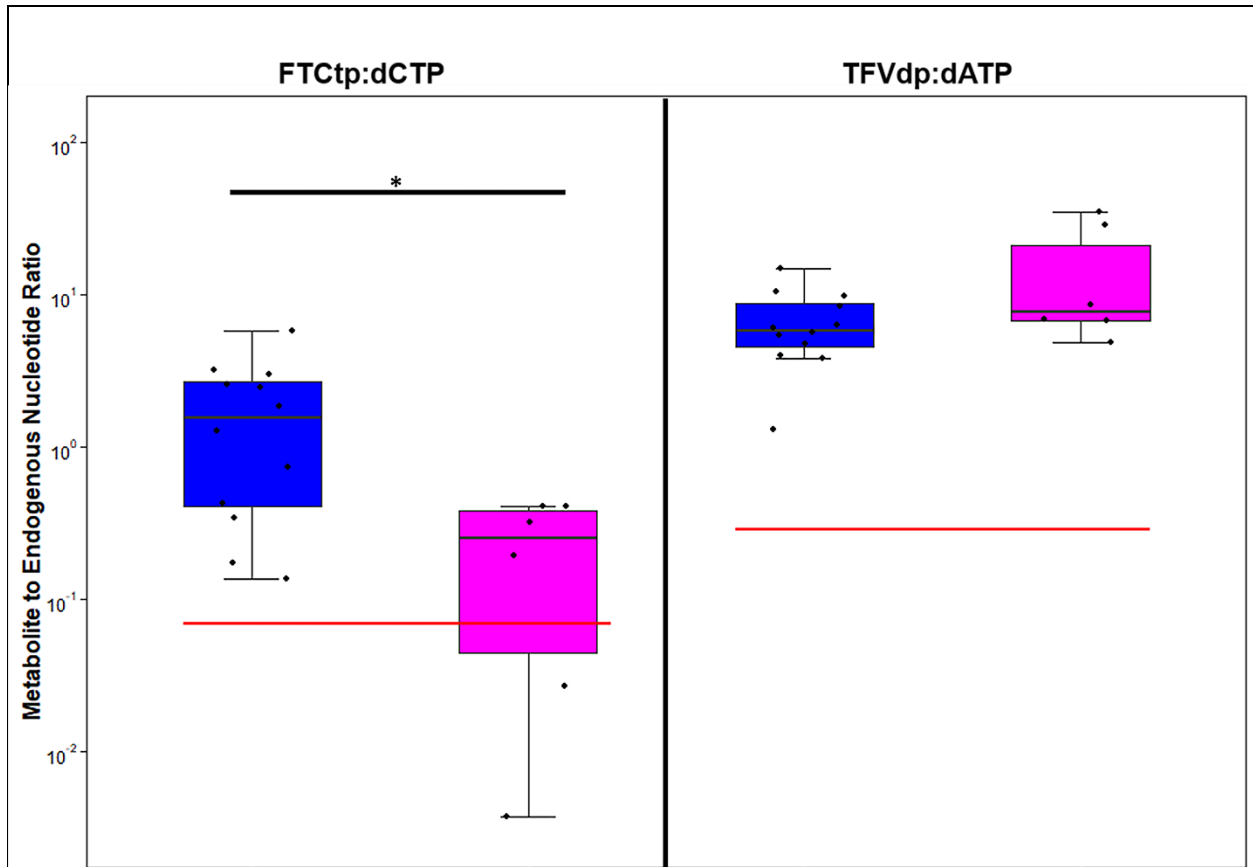 FTCtp:dCTP
TFVdp:dATP
Metabolite to Endogenous Nucleotide Ratio
10²
*
10¹
10⁰
10⁻¹
10⁻²